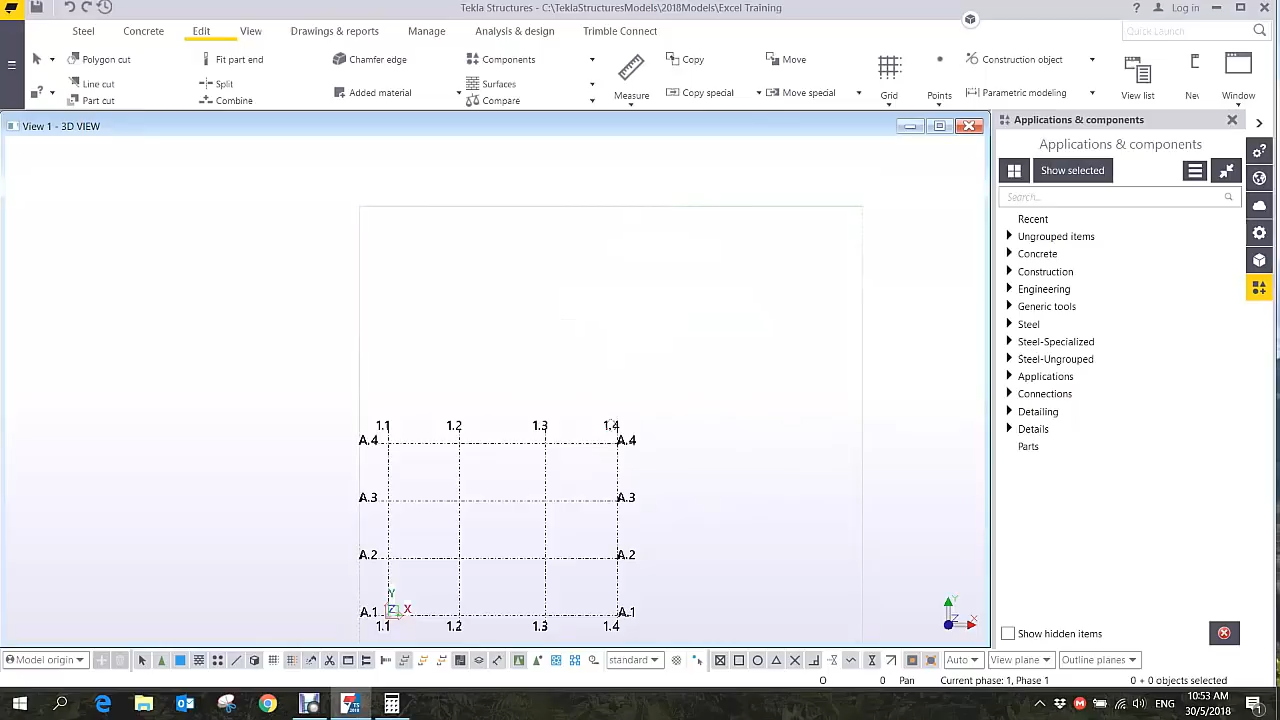 Tekla Structures - C:\TeklaStructuresModels\2018Models\Excel Training
Log in
Steel
Concrete
Edit
View
Drawings & reports
Manage
Analysis & design
Trimble Connect
Quick Launch
Polygon cut
Fit part end
Chamfer edge
Components
Copy
Move
Construction object
Line cut
Split
Surfaces
Part cut
Combine
Added material
Compare
Measure
Copy special
Move special
Grid
Points
Parametric modeling
View list
Window
View 1 - 3D VIEW
Applications & components
Applications & components
Show selected
Search...
Recent
Ungrouped items
Concrete
Construction
Engineering
Generic tools
Steel
Steel-Specialized
Steel-Ungrouped
Applications
Connections
Detailing
Details
Parts
Show hidden items
1.1 1.2 1.3 1.4
A.4 A.4
A.3 A.3
A.2 A.2
Y
A.1 Z X A.1
1.1 1.2 1.3 1.4
Y
Z X
Model origin
standard
Auto
View plane
Outline planes
O 0 Pan Current phase: 1, Phase 1 0 + 0 objects selected
ENG
10:53 AM
30/5/2018